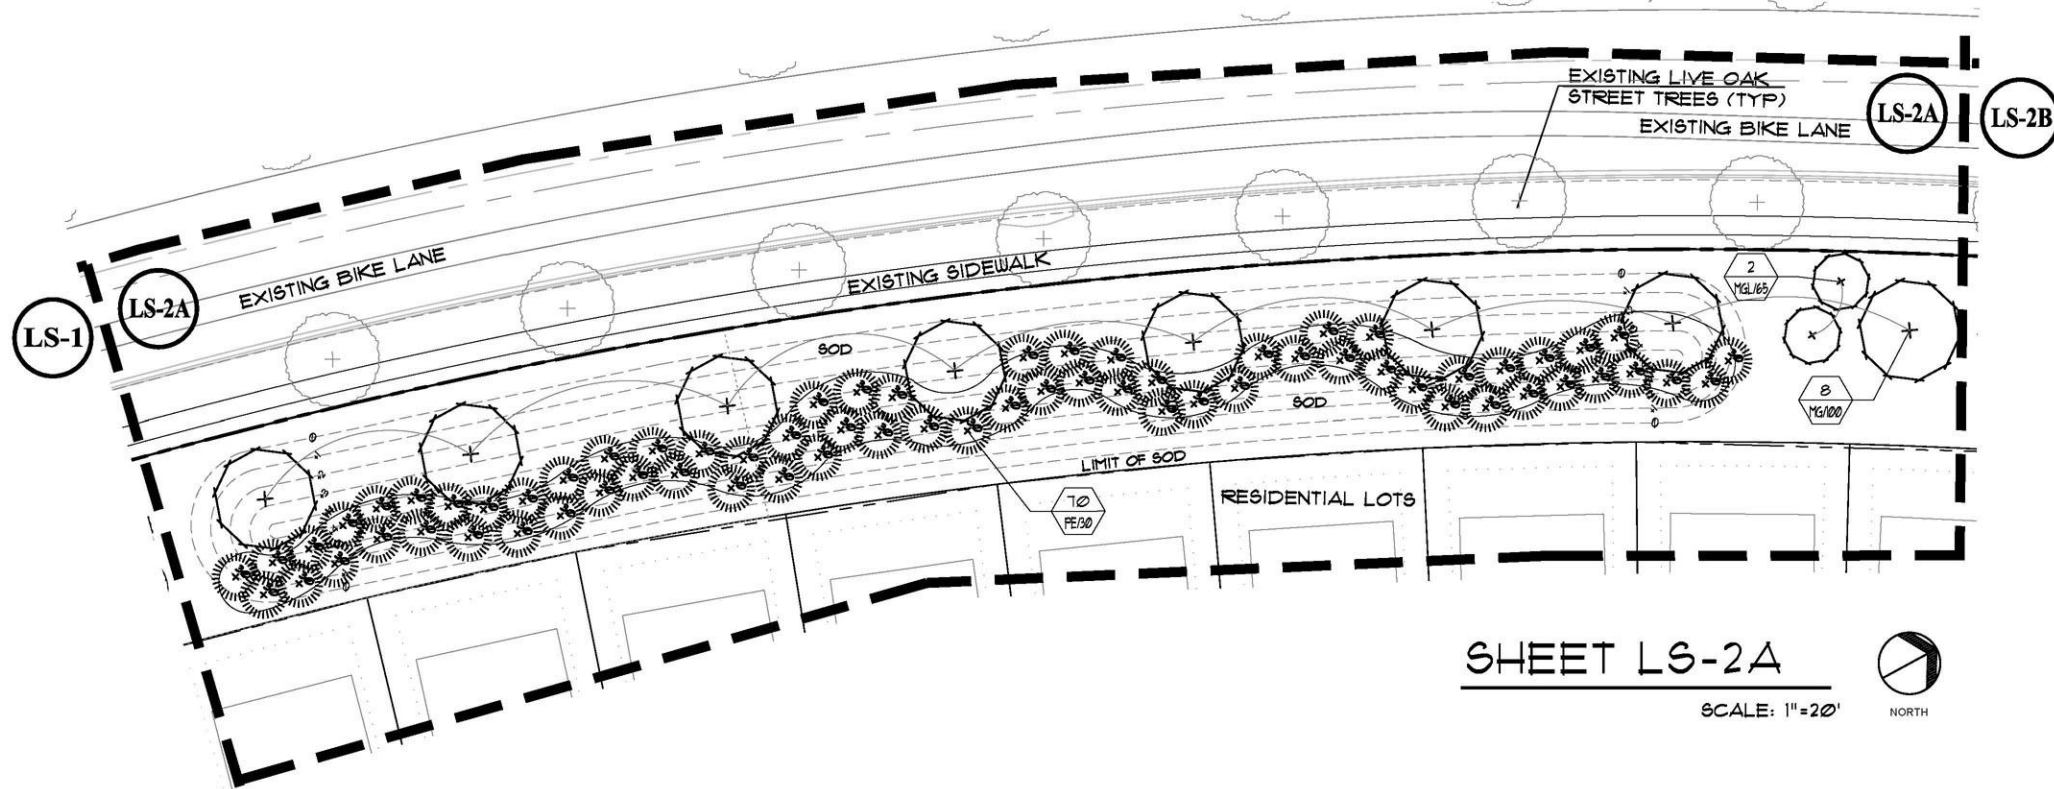 EXISTING LIVE OAK
STREET TREES (TYP)
EXISTING BIKE LANE
LS-2A
LS-2B
EXISTING BIKE LANE
EXISTING SIDEWALK
LS-1
LS-2A
2
MGL/65
SOD
SOD
8
MG/100
LIMIT OF SOD
70
PE/30
RESIDENTIAL LOTS
SHEET LS-2A
SCALE: 1"=20'
NORTH